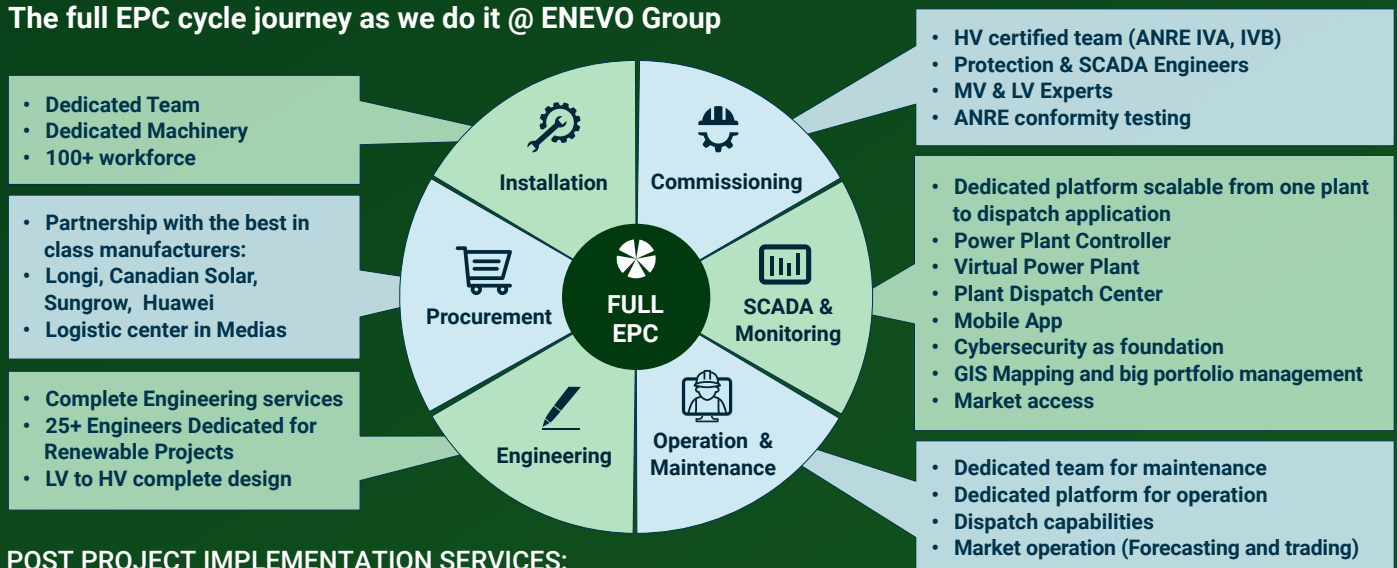 The full EPC cycle journey as we do it @ ENEVO Group
• Dedicated Team
• Dedicated Machinery
• 100+ workforce
• Partnership with the best in
class manufacturers:
• Longi, Canadian Solar,
Sungrow, Huawei
• Logistic center in Medias
• Complete Engineering services
• 25+ Engineers Dedicated for
Renewable Projects
• LV to HV complete design
Installation
Commissioning
Procurement
FULL
EPC
SCADA &
Monitoring
Engineering
Operation &
Maintenance
• HV certified team (ANRE IVA, IVB)
• Protection & SCADA Engineers
• MV & LV Experts
• ANRE conformity testing
• Dedicated platform scalable from one plant
to dispatch application
• Power Plant Controller
• Virtual Power Plant
• Plant Dispatch Center
• Mobile App
• Cybersecurity as foundation
• GIS Mapping and big portfolio management
• Market access
• Dedicated team for maintenance
• Dedicated platform for operation
• Dispatch capabilities
• Market operation (Forecasting and trading)
POST PROJECT IMPLEMENTATION SERVICES: